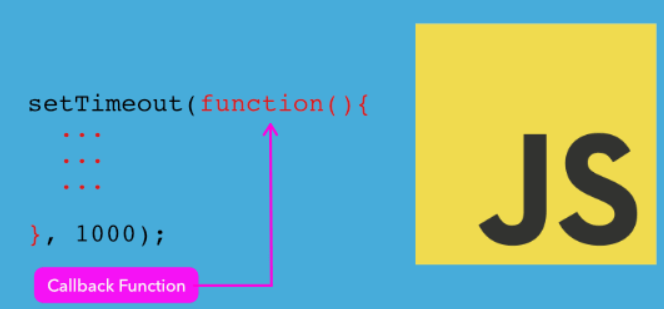 setTimeout(function(){
...
...
...
}, 1000);
Callback Function
JS